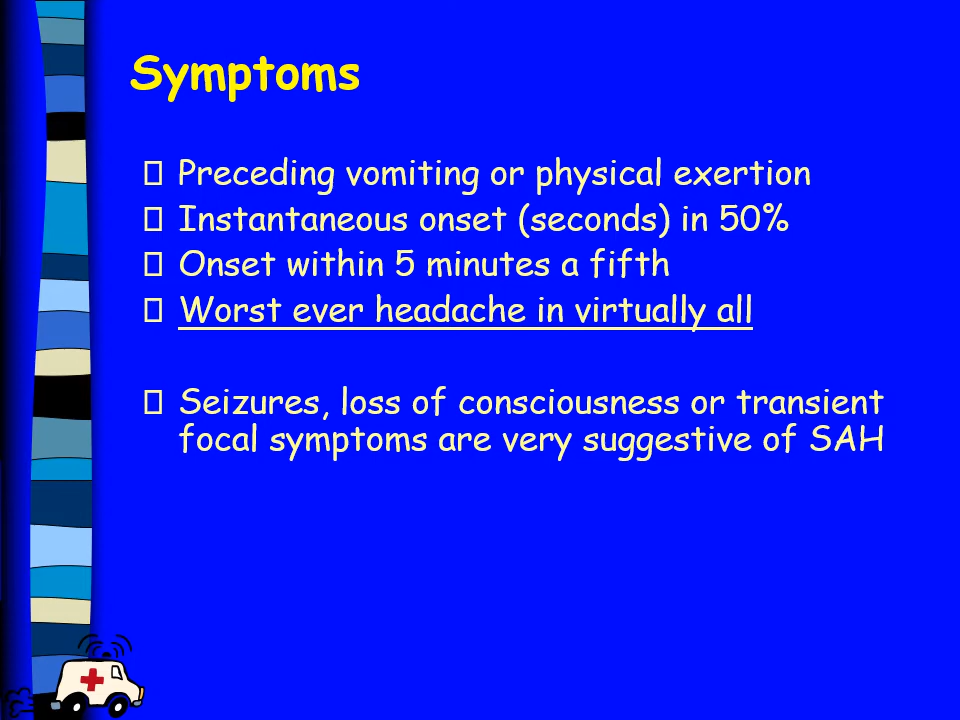 Symptoms
Preceding vomiting or physical exertion
Instantaneous onset (seconds) in 50%
Onset within 5 minutes a fifth
Worst ever headache in virtually all
Seizures, loss of consciousness or transient
focal symptoms are very suggestive of SAH